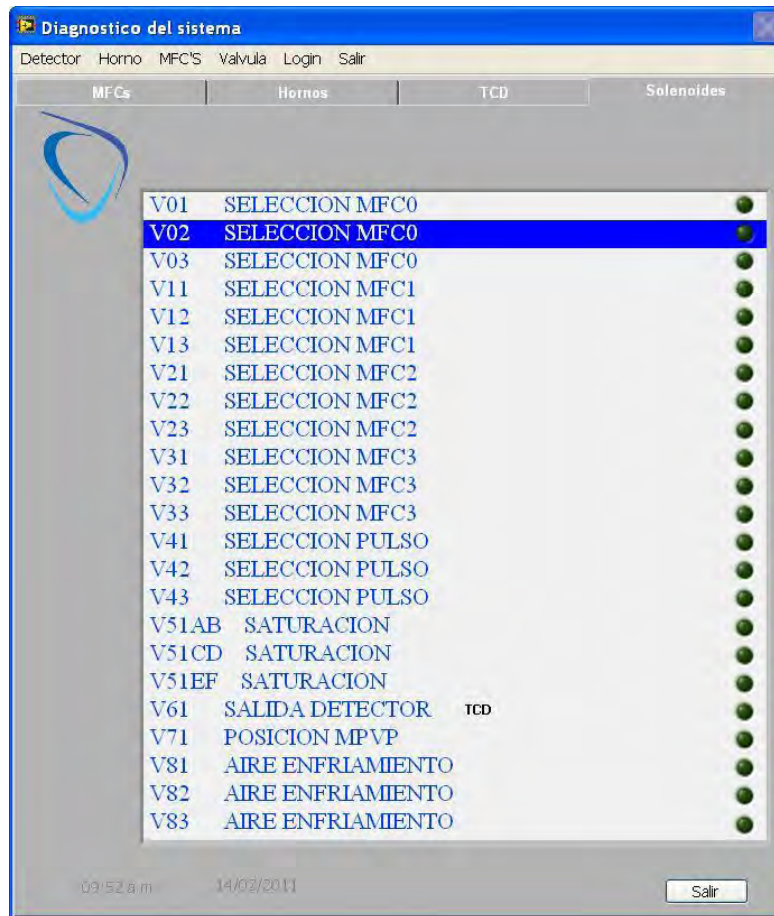 Diagnostico del sistema
Detector Horno MFC'S Valvula Login Salir
MFCs Hornos TCD Solenoides
V01 SELECCION MFC0
V02 SELECCION MFC0
V03 SELECCION MFC0
V11 SELECCION MFC1
V12 SELECCION MFC1
V13 SELECCION MFC1
V21 SELECCION MFC2
V22 SELECCION MFC2
V23 SELECCION MFC2
V31 SELECCION MFC3
V32 SELECCION MFC3
V33 SELECCION MFC3
V41 SELECCION PULSO
V42 SELECCION PULSO
V43 SELECCION PULSO
V51AB SATURACION
V51CD SATURACION
V51EF SATURACION
V61 SALIDA DETECTOR TCD
V71 POSICION MPVP
V81 AIRE ENFRIAMIENTO
V82 AIRE ENFRIAMIENTO
V83 AIRE ENFRIAMIENTO
09:52 a.m. 14/02/2011
Salir